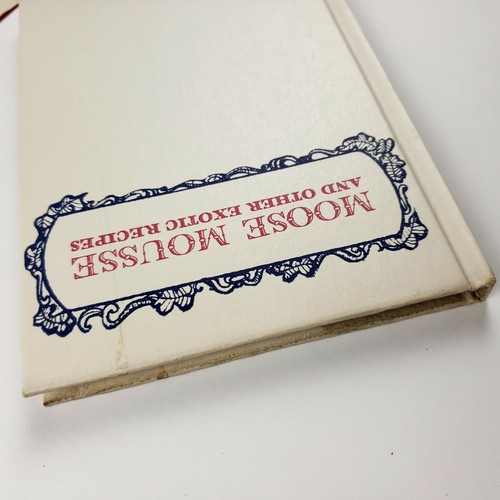 MOOSE MOUSSE
AND OTHER EXOTIC RECIPES